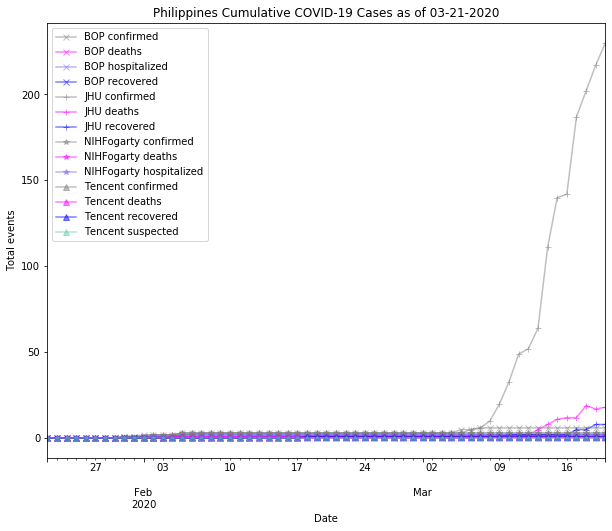 Philippines Cumulative COVID-19 Cases as of 03-21-2020
BOP confirmed
BOP deaths
BOP hospitalized
BOP recovered
JHU confirmed
JHU deaths
JHU recovered
NIHFogarty confirmed
NIHFogarty deaths
NIHFogarty hospitalized
Tencent confirmed
Tencent deaths
Tencent recovered
Tencent suspected
Total events
200
150
100
50
0
27 03 10 17 24 02 09 16
Feb Mar
2020
Date